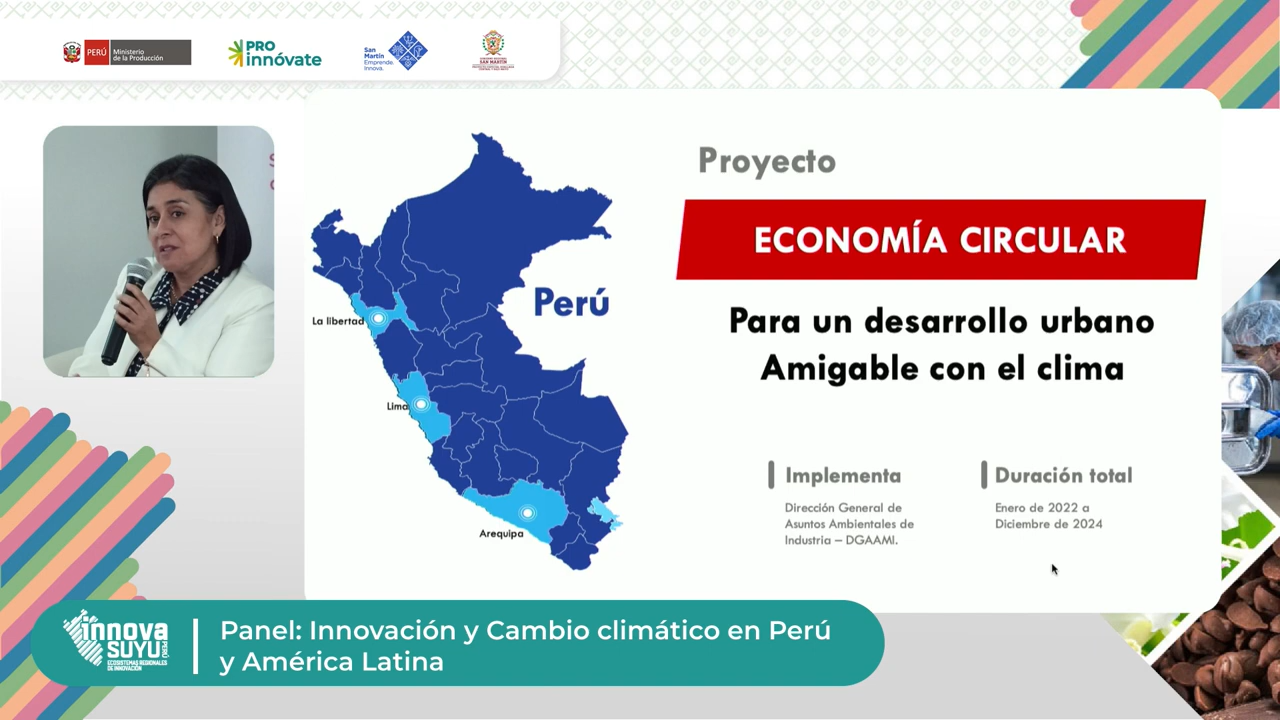 PERÚ
Ministerio
de la Producción
PRO
innóvate
San
Martín
Emprende.
Innova.
SAN MARTÍN
Proyecto
ECONOMÍA CIRCULAR
Para un desarrollo urbano
Amigable con el clima
Perú
La libertad
Lima
Arequipa
Implementa
Dirección General de
Asuntos Ambientales de
Industria – DGAAMI.
Duración total
Enero de 2022 a
Diciembre de 2024
innova
SUYU
PERÚ
ECOSISTEMAS REGIONALES
DE INNOVACIÓN
Panel: Innovación y Cambio climático en Perú
y América Latina